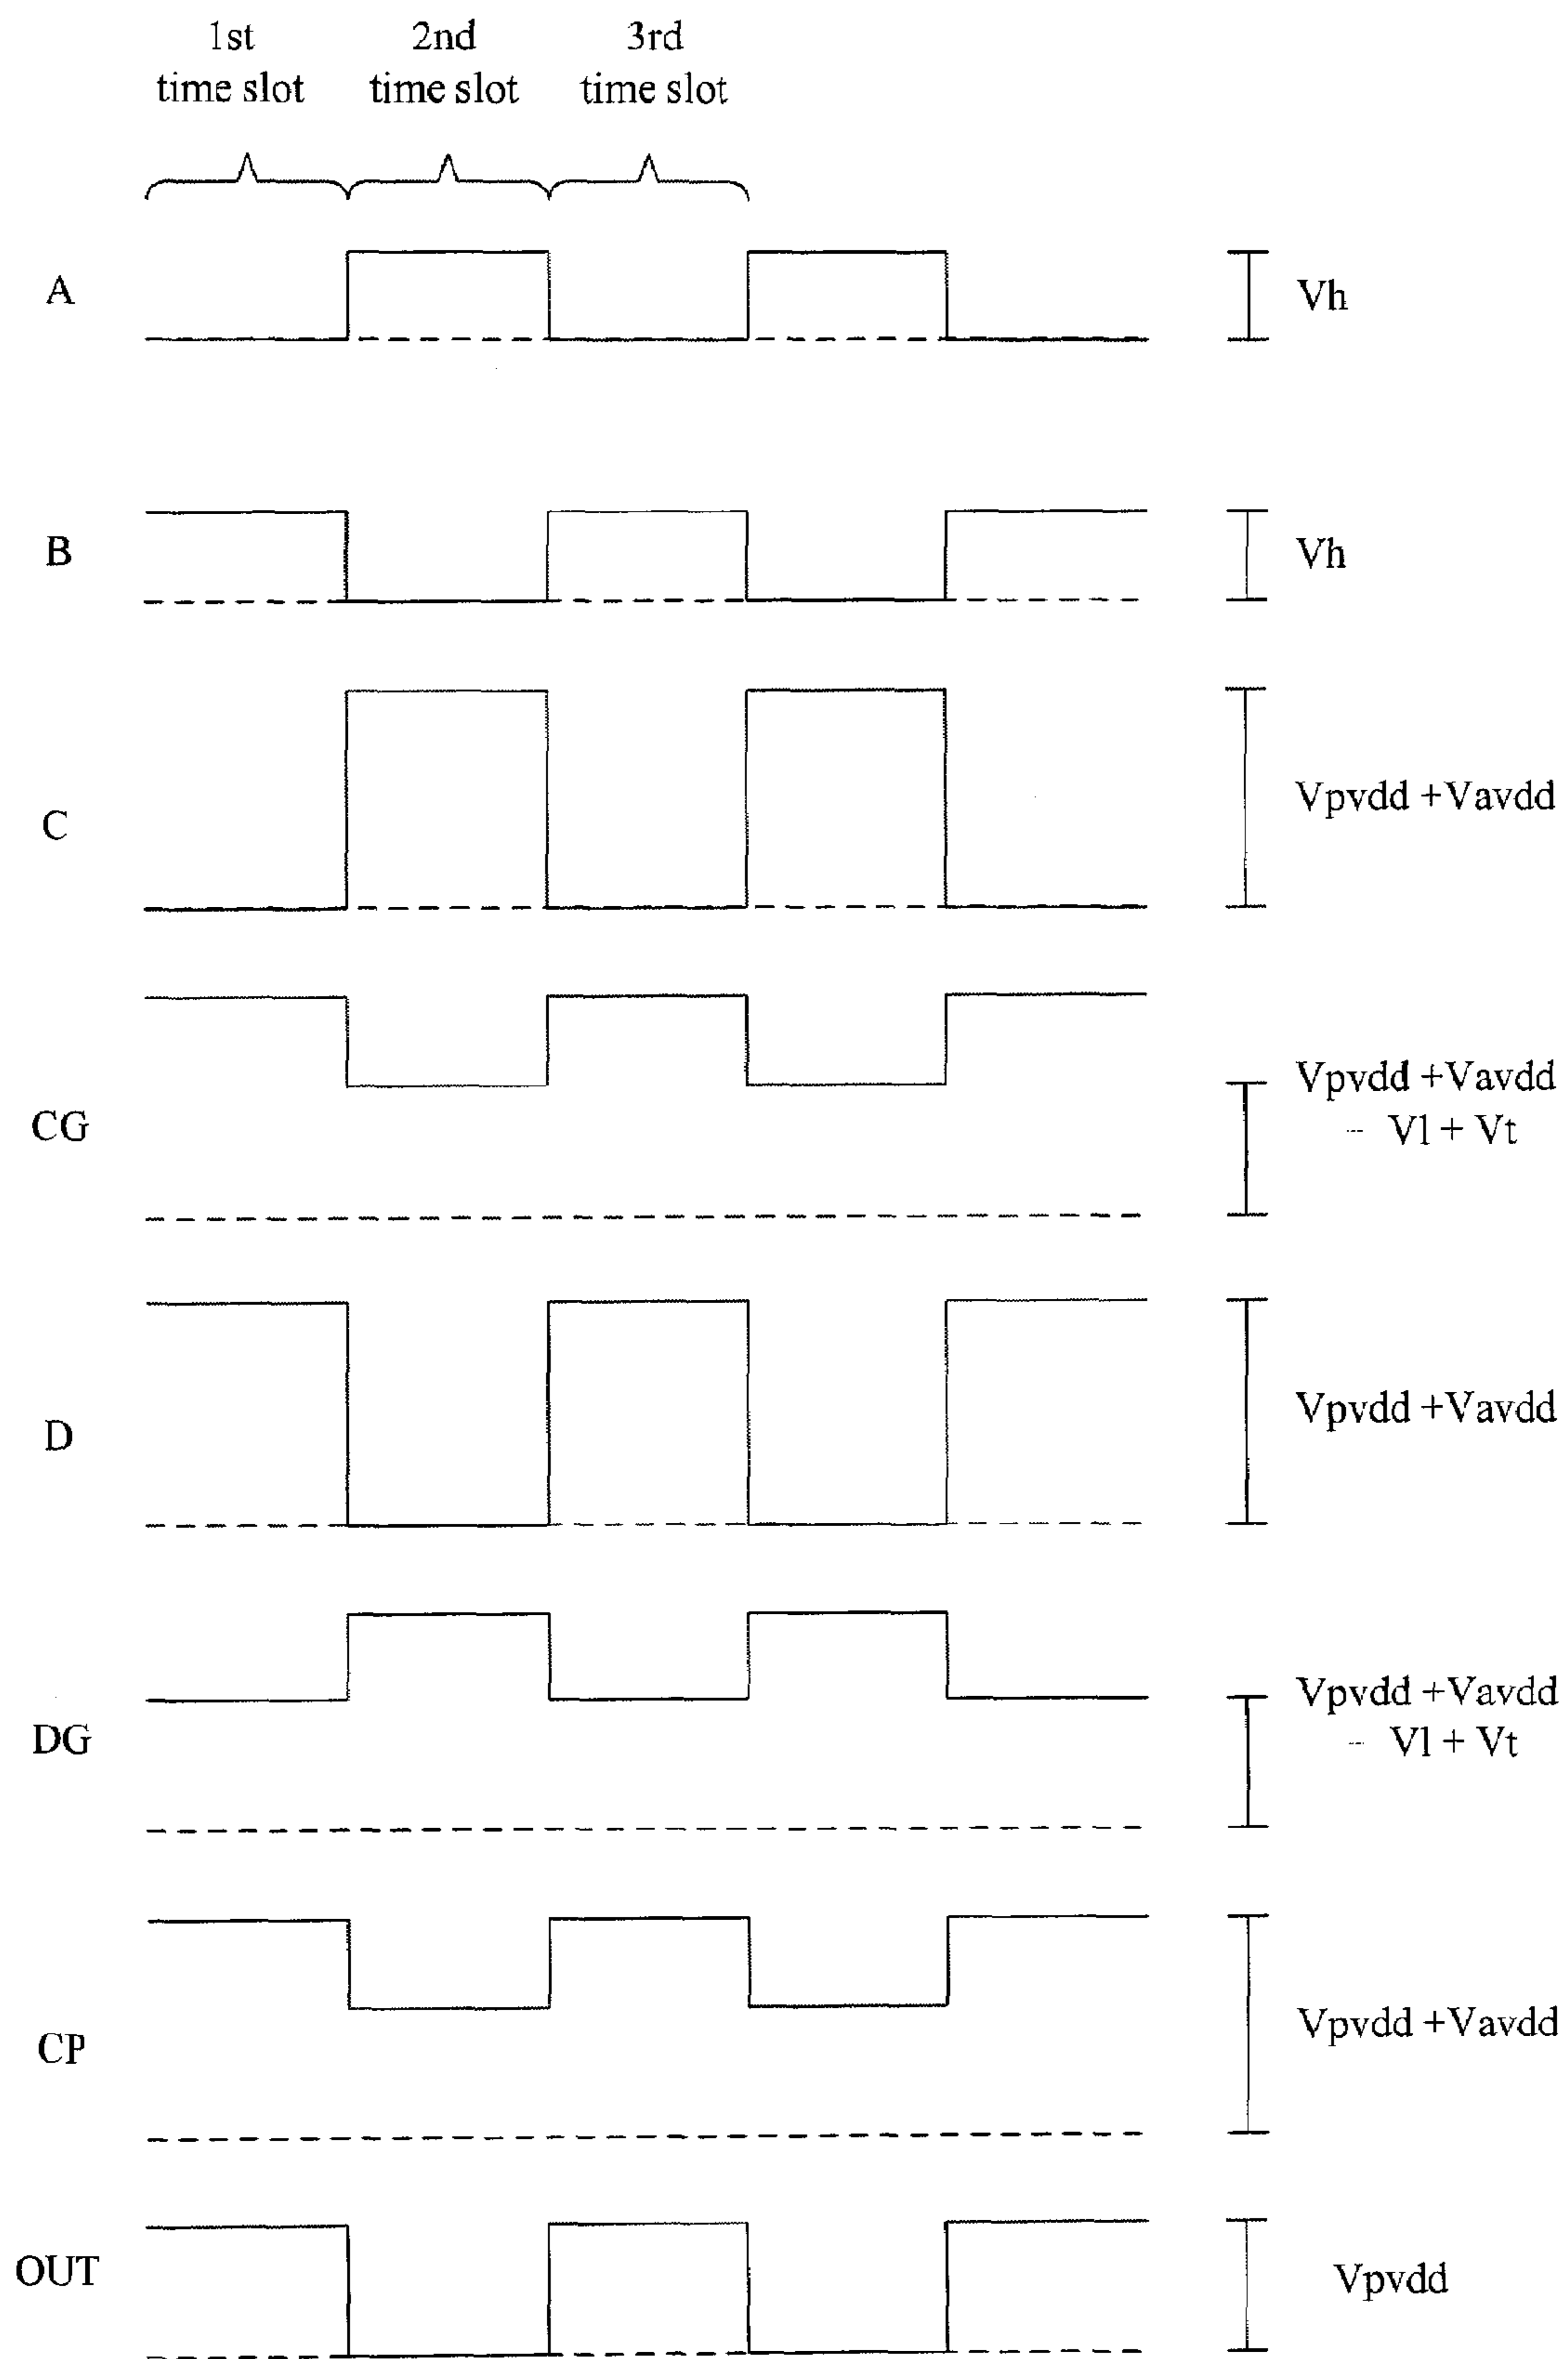 1st
time slot
2nd
time slot
3rd
time slot
A
Vh
B
Vh
C
Vpvdd +Vavdd
CG
Vpvdd +Vavdd
- Vl + Vt
D
Vpvdd +Vavdd
DG
Vpvdd +Vavdd
- Vl + Vt
CP
Vpvdd +Vavdd
OUT
Vpvdd